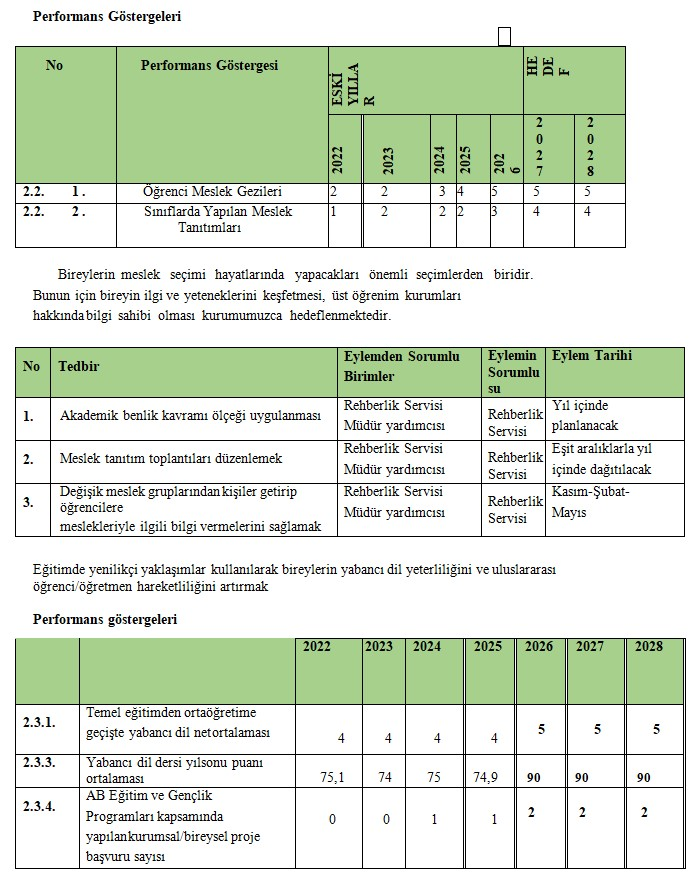 Performans Göstergeleri
No Performans Göstergesi ESKİ YILLAR HEDEF
2022 2023 2024 2025 2026 2027 2028
2.2. 1. Öğrenci Meslek Gezileri 2 2 3 4 5 5 5
2.2. 2. Sınıflarda Yapılan Meslek 1 2 2 2 3 4 4
Tanıtımları
Bireylerin meslek seçimi hayatlarında yapacakları önemli seçimlerden biridir.
Bunun için bireyin ilgi ve yeteneklerini keşfetmesi, üst öğrenim kurumları
hakkında bilgi sahibi olması kurumumuzca hedeflenmektedir.
No Tedbir Eylemden Sorumlu Birimler Eylemin Sorumlu su Eylem Tarihi
1. Akademik benlik kavramı ölçeği uygulanması Rehberlik Servisi Müdür yardımcısı Rehberlik Servisi Yıl içinde planlanacak
2. Meslek tanıtım toplantıları düzenlemek Rehberlik Servisi Müdür yardımcısı Rehberlik Servisi Eşit aralıklarla yıl içinde dağıtılacak
3. Değişik meslek gruplarından kişiler getirip öğrencilere mesleklerıyle ilgili bilgi vermelerini sağlamak Rehberlik Servisi Müdür yardımcısı Rehberlik Servisi Kasım-Şubat-Mayıs
Eğitimde yenilikçi yaklaşımlar kullanılarak bireylerin yabancı dil yeterliliğini ve uluslararası
öğrenci/öğretmen hareketliliğini artırmak
Performans göstergeleri
2022 2023 2024 2025 2026 2027 2028
2.3.1. Temel eğitimden ortaöğretime geçişte yabancı dil netortalaması 4 4 4 4 5 5 5
2.3.3. Yabancı dil dersi yılsonu puanı ortalaması 75,1 74 75 74,9 90 90 90
2.3.4. AB Eğitim ve Gençlik Programları kapsamında yapılankurumsal/bireysel proje başvuru sayısı 0 0 1 1 2 2 2